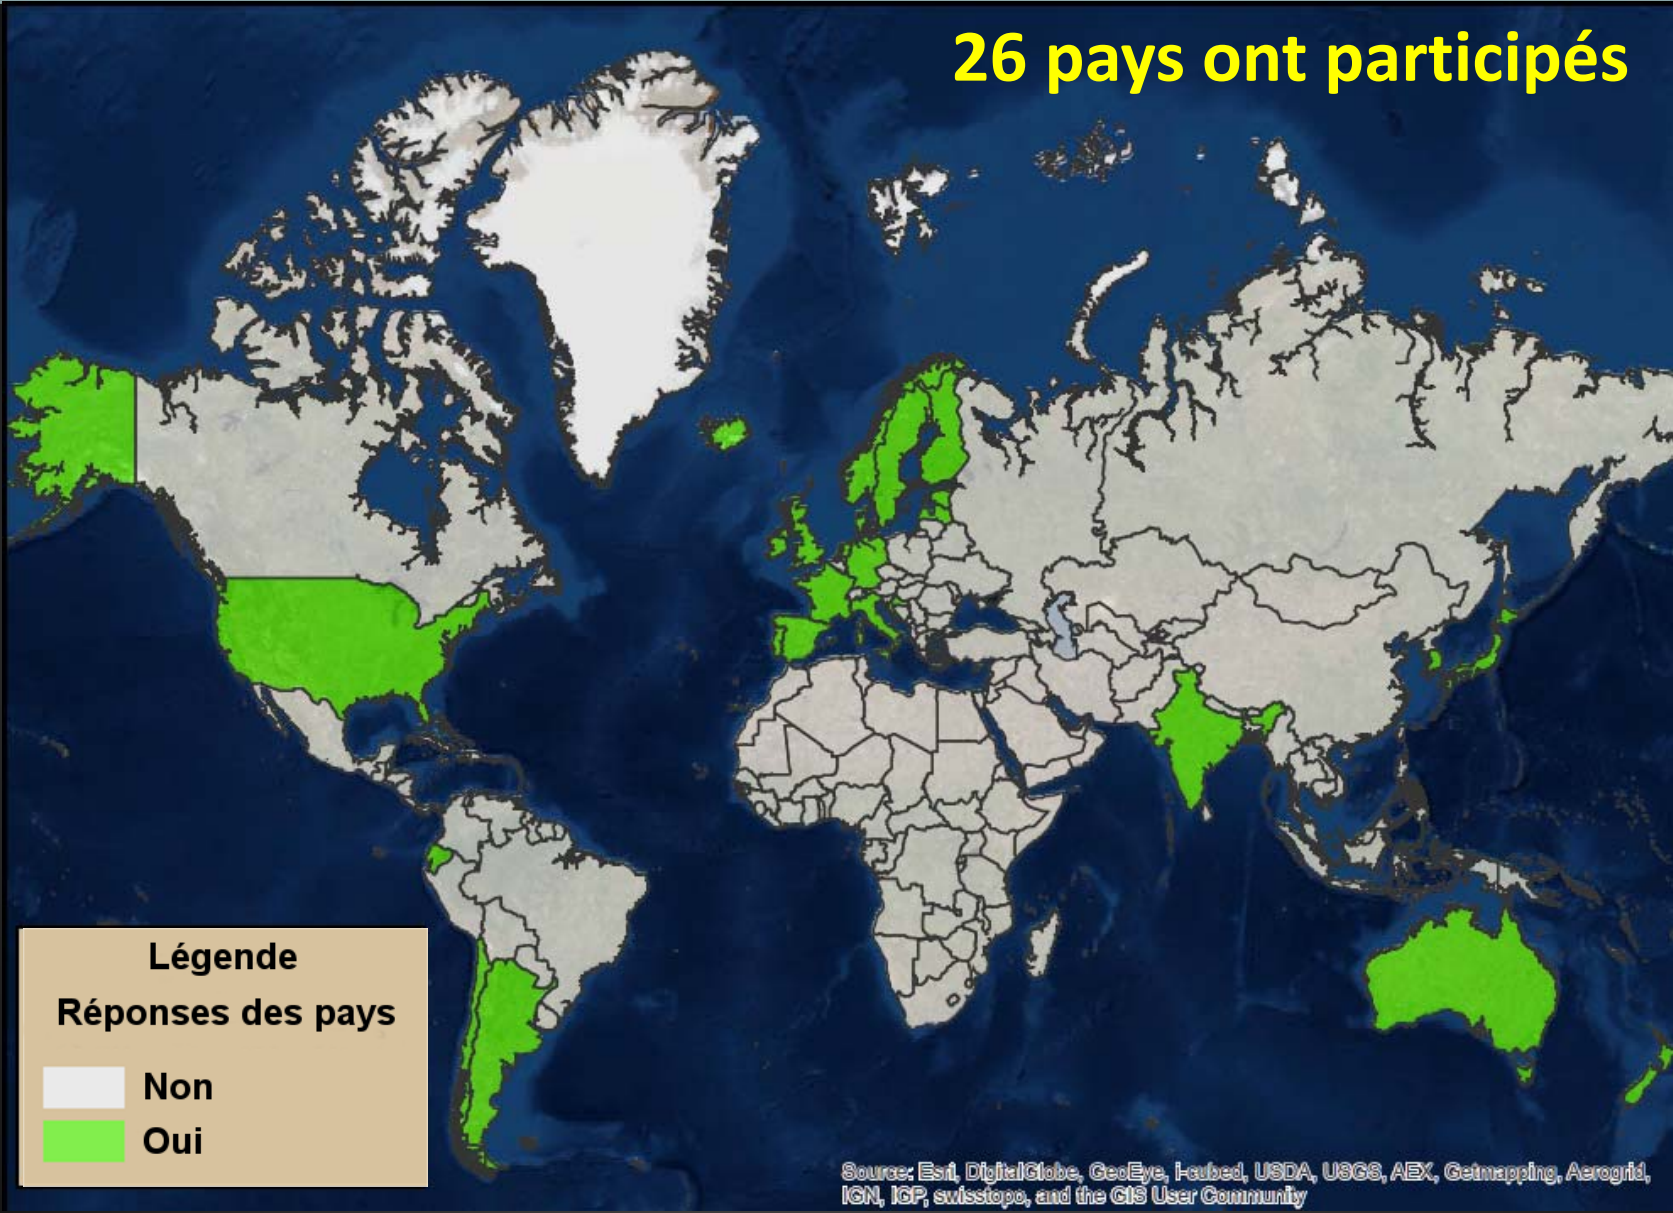 26 pays ont participés
Légende
Réponses des pays
Non
Oui
Source: Esri, DigitalGlobe, GeoEye, i-cubed, USDA, USGS, AEX, Getmapping, Aerogrid,
IGN, IGP, swisstopo, and the GIS User Community